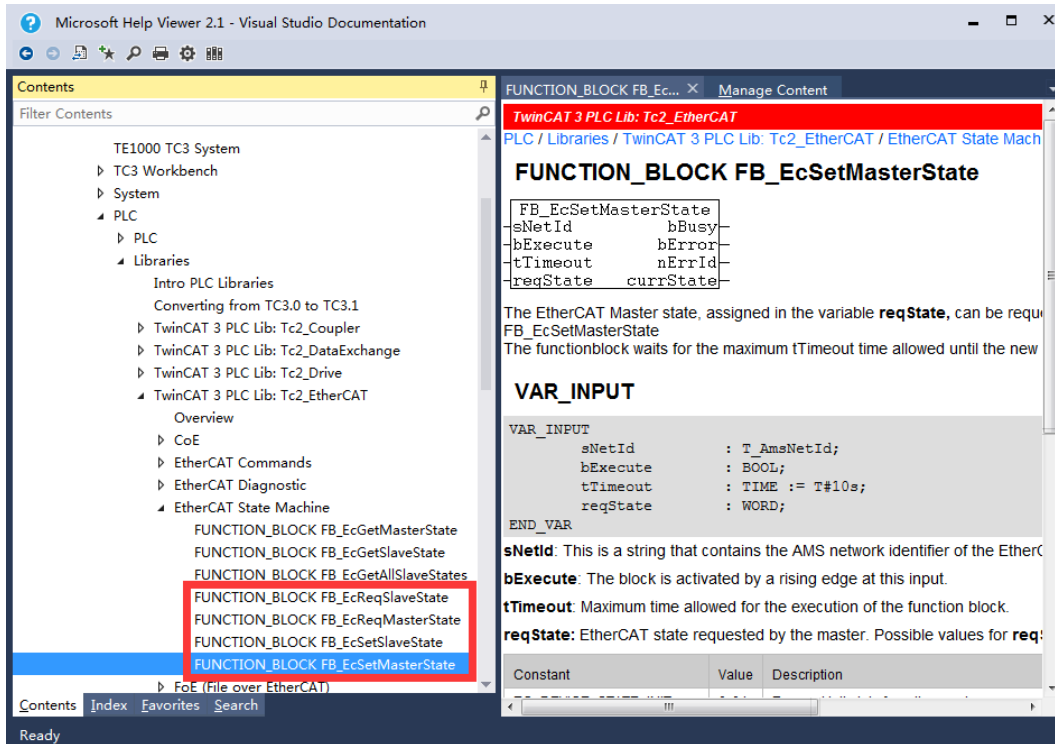 Microsoft Help Viewer 2.1 - Visual Studio Documentation
Contents
Filter Contents
TE1000 TC3 System
TC3 Workbench
System
PLC
PLC
Libraries
Intro PLC Libraries
Converting from TC3.0 to TC3.1
TwinCAT 3 PLC Lib: Tc2_Coupler
TwinCAT 3 PLC Lib: Tc2_DataExchange
TwinCAT 3 PLC Lib: Tc2_Drive
TwinCAT 3 PLC Lib: Tc2_EtherCAT
Overview
CoE
EtherCAT Commands
EtherCAT Diagnostic
EtherCAT State Machine
FUNCTION_BLOCK FB_EcGetMasterState
FUNCTION_BLOCK FB_EcGetSlaveState
FUNCTION_BLOCK FB_EcGetAllSlaveStates
FUNCTION_BLOCK FB_EcReqSlaveState
FUNCTION_BLOCK FB_EcReqMasterState
FUNCTION_BLOCK FB_EcSetSlaveState
FUNCTION_BLOCK FB_EcSetMasterState
FoE (File over EtherCAT)
Contents Index Favorites Search
Ready
FUNCTION_BLOCK FB_Ec... Manage Content
TwinCAT 3 PLC Lib: Tc2_EtherCAT
PLC / Libraries / TwinCAT 3 PLC Lib: Tc2_EtherCAT / EtherCAT State Mach
FUNCTION_BLOCK FB_EcSetMasterState
FB_EcSetMasterState
sNetId bBusy
bExecute bError
tTimeout nErrId
reqState currState
The EtherCAT Master state, assigned in the variable reqState, can be requ
FB_EcSetMasterState
The functionblock waits for the maximum tTimeout time allowed until the new
VAR_INPUT
VAR_INPUT
sNetId : T_AmsNetId;
bExecute : BOOL;
tTimeout : TIME := T#10s;
reqState : WORD;
END_VAR
sNetId: This is a string that contains the AMS network identifier of the Ether
bExecute: The block is activated by a rising edge at this input.
tTimeout: Maximum time allowed for the execution of the function block.
reqState: EtherCAT state requested by the master. Possible values for req
Constant Value Description